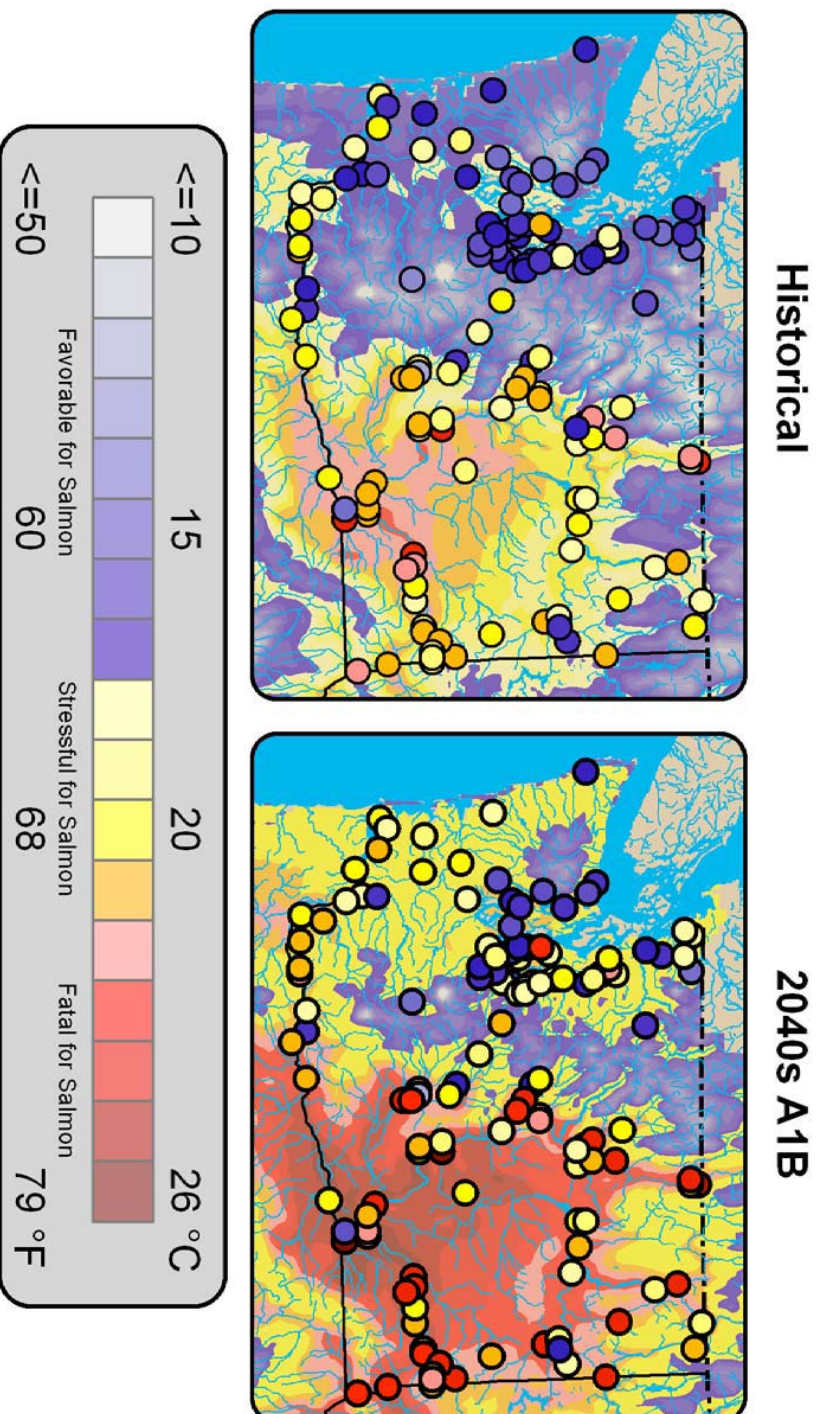 Historical
2040s A1B
<=10 15 20 26 °C
Favorable for Salmon Stressful for Salmon Fatal for Salmon
<=50 60 68 79 °F